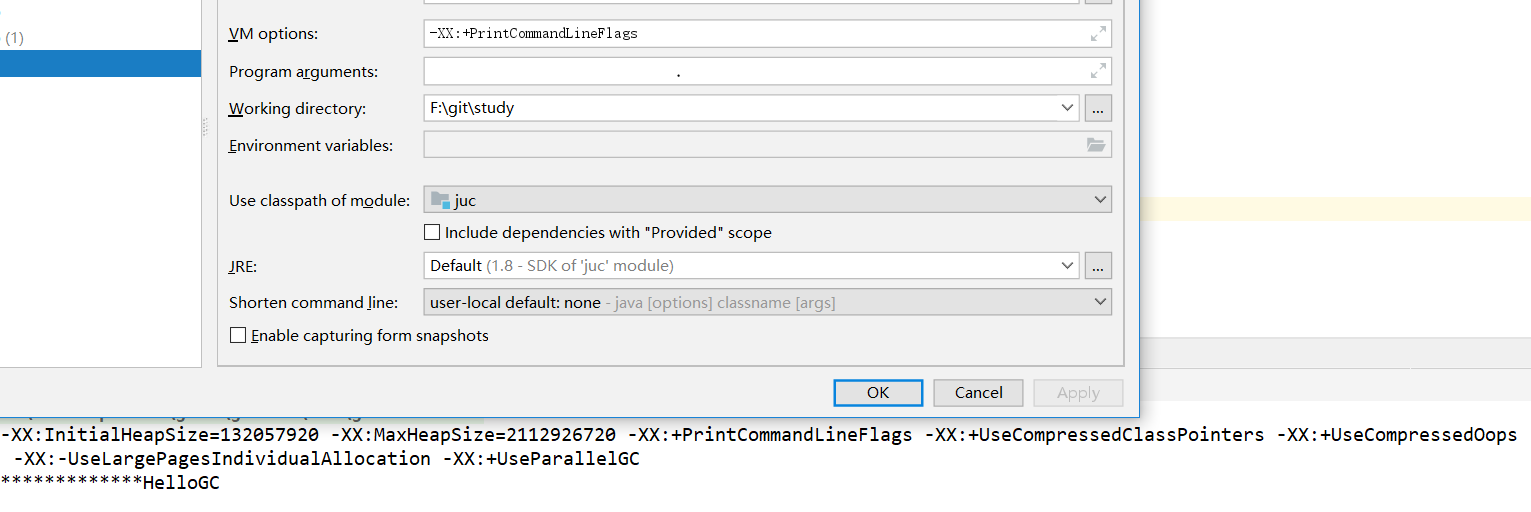 (1)
VM options: -XX:+PrintCommandLineFlags
Program arguments: .
Working directory: F:\git\study ...
Environment variables:
Use classpath of module: juc
Include dependencies with "Provided" scope
JRE: Default (1.8 - SDK of 'juc' module) ...
Shorten command line: user-local default: none - java [options] classname [args]
Enable capturing form snapshots
OK Cancel Apply
-XX:InitialHeapSize=132057920 -XX:MaxHeapSize=2112926720 -XX:+PrintCommandLineFlags -XX:+UseCompressedClassPointers -XX:+UseCompressedOops
-XX:-UseLargePagesIndividualAllocation -XX:+UseParallelGC
*************HelloGC